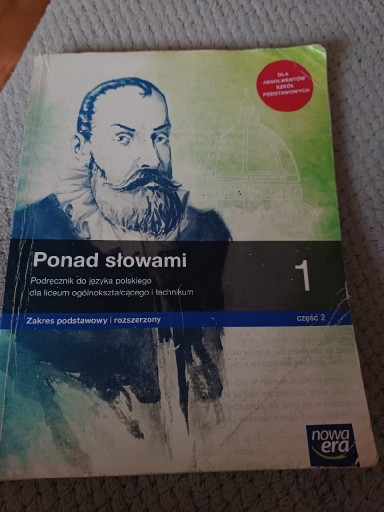 DLA
ABSOLWENTÓW
SZKÓŁ
PODSTAWOWYCH
Ponad słowami
1
Podręcznik do języka polskiego
dla liceum ogólnokształcącego i technikum
Zakres podstawowy i rozszerzony
część 2
nowa
era